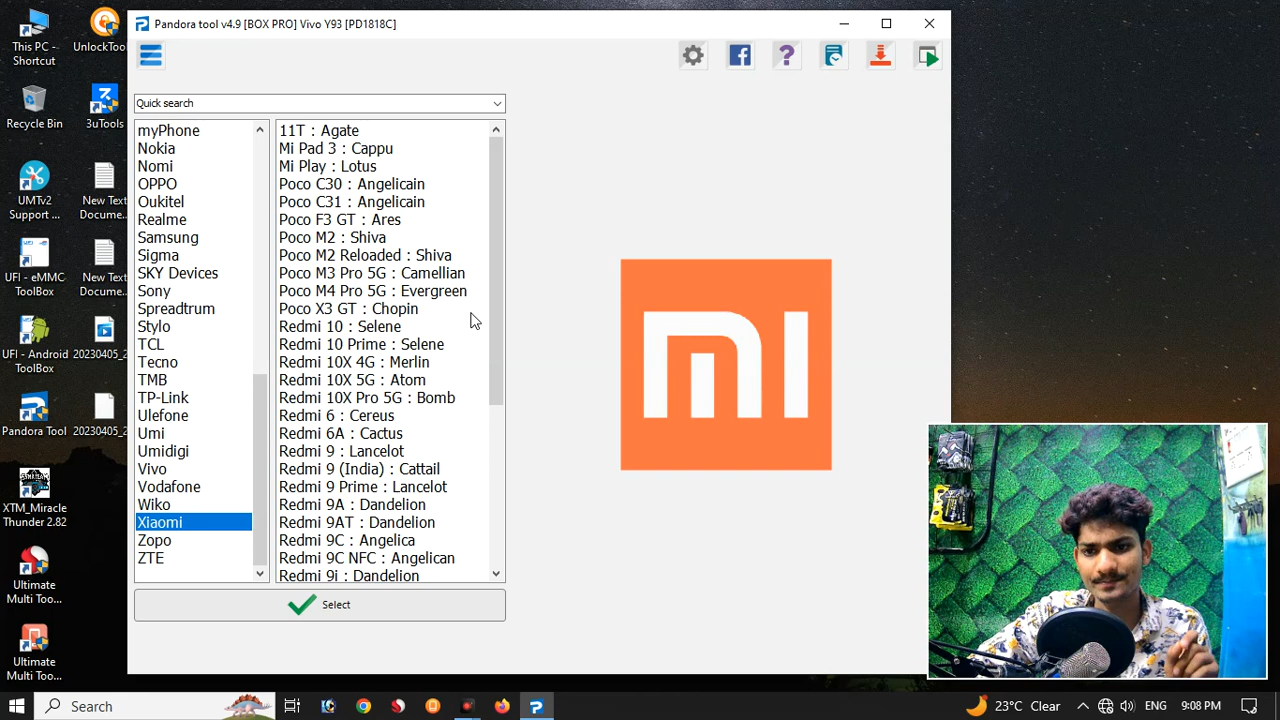 Pandora tool v4.9 [BOX PRO] Vivo Y93 [PD1818C]
This PC -
Shortcut
UnlockToo...
Recycle Bin
3uTools
UMTv2
Support ...
New Text
Docume...
UFI - eMMC
ToolBox
New Text
Docume...
UFI - Android
ToolBox
20230405_2
Pandora Tool
20230405_2
XTM_Miracle
Thunder 2.82
Ultimate
Multi Too...
Ultimate
Multi Too...
Quick search
myPhone
Nokia
Nomi
OPPO
Oukitel
Realme
Samsung
Sigma
SKY Devices
Sony
Spreadtrum
Stylo
TCL
Tecno
TMB
TP-Link
Ulefone
Umi
Umidigi
Vivo
Vodafone
Wiko
Xiaomi
Zopo
ZTE
11T : Agate
Mi Pad 3 : Cappu
Mi Play : Lotus
Poco C30 : Angelicain
Poco C31 : Angelicain
Poco F3 GT : Ares
Poco M2 : Shiva
Poco M2 Reloaded : Shiva
Poco M3 Pro 5G : Camellian
Poco M4 Pro 5G : Evergreen
Poco X3 GT : Chopin
Redmi 10 : Selene
Redmi 10 Prime : Selene
Redmi 10X 4G : Merlin
Redmi 10X 5G : Atom
Redmi 10X Pro 5G : Bomb
Redmi 6 : Cereus
Redmi 6A : Cactus
Redmi 9 : Lancelot
Redmi 9 (India) : Cattail
Redmi 9 Prime : Lancelot
Redmi 9A : Dandelion
Redmi 9AT : Dandelion
Redmi 9C : Angelica
Redmi 9C NFC : Angelican
Redmi 9i : Dandelion
Select
mi
Search
23°C Clear
ENG
9:08 PM